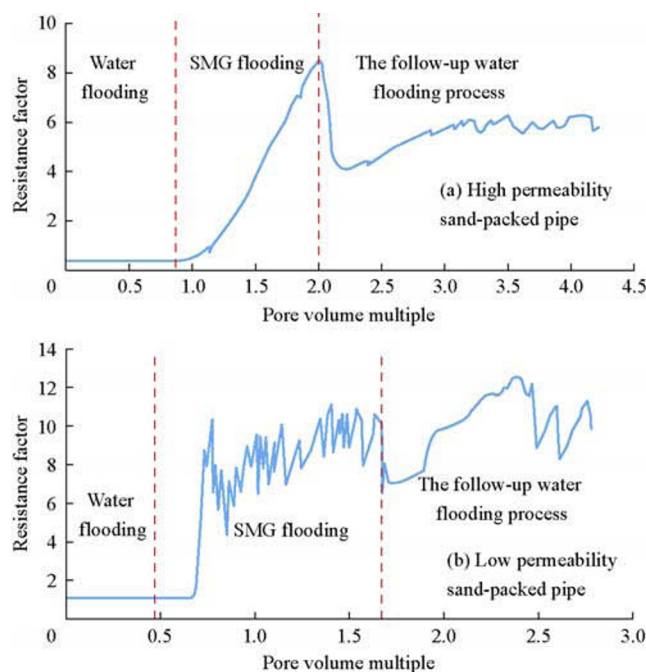 10
8
6
4
2
0
Resistance factor
Water
flooding
SMG flooding
The follow-up water
flooding process
(a) High permeability
sand-packed pipe
0.5
1.0
1.5
2.0
2.5
3.0
3.5
4.0
4.5
Pore volume multiple
14
12
10
8
6
4
2
0
Resistance factor
Water
flooding
SMG flooding
The follow-up water
flooding process
(b) Low permeability
sand-packed pipe
0.5
1.0
1.5
2.0
2.5
3.0
Pore volume multiple